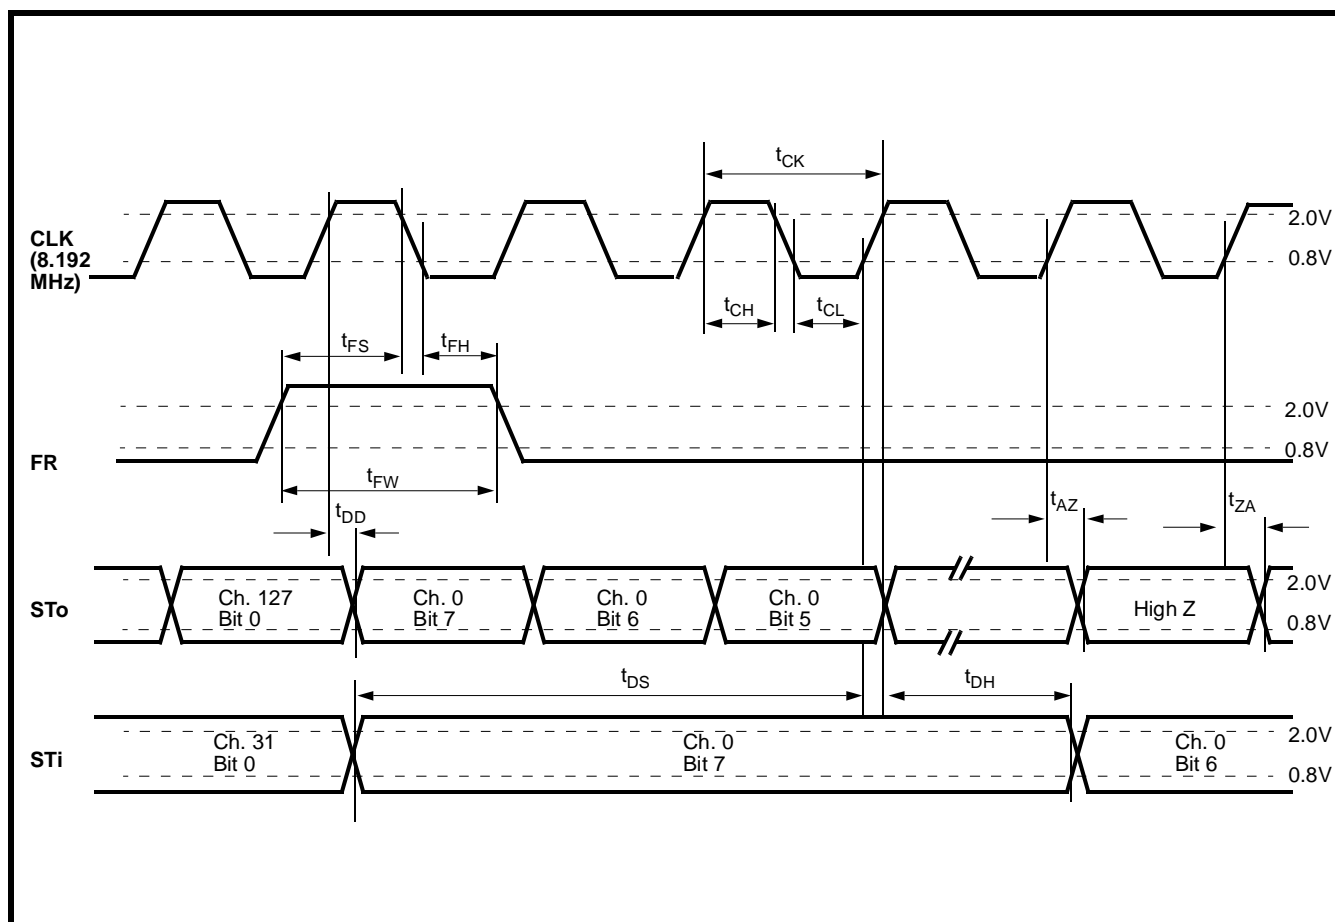 tCK
CLK
(8.192
MHz)
2.0V
0.8V
tCH
tCL
tFS
tFH
FR
2.0V
0.8V
tFW
tDD
tAZ
tZA
STo
Ch. 127
Bit 0
Ch. 0
Bit 7
Ch. 0
Bit 6
Ch. 0
Bit 5
High Z
2.0V
0.8V
tDS
tDH
STi
Ch. 31
Bit 0
Ch. 0
Bit 7
Ch. 0
Bit 6
2.0V
0.8V